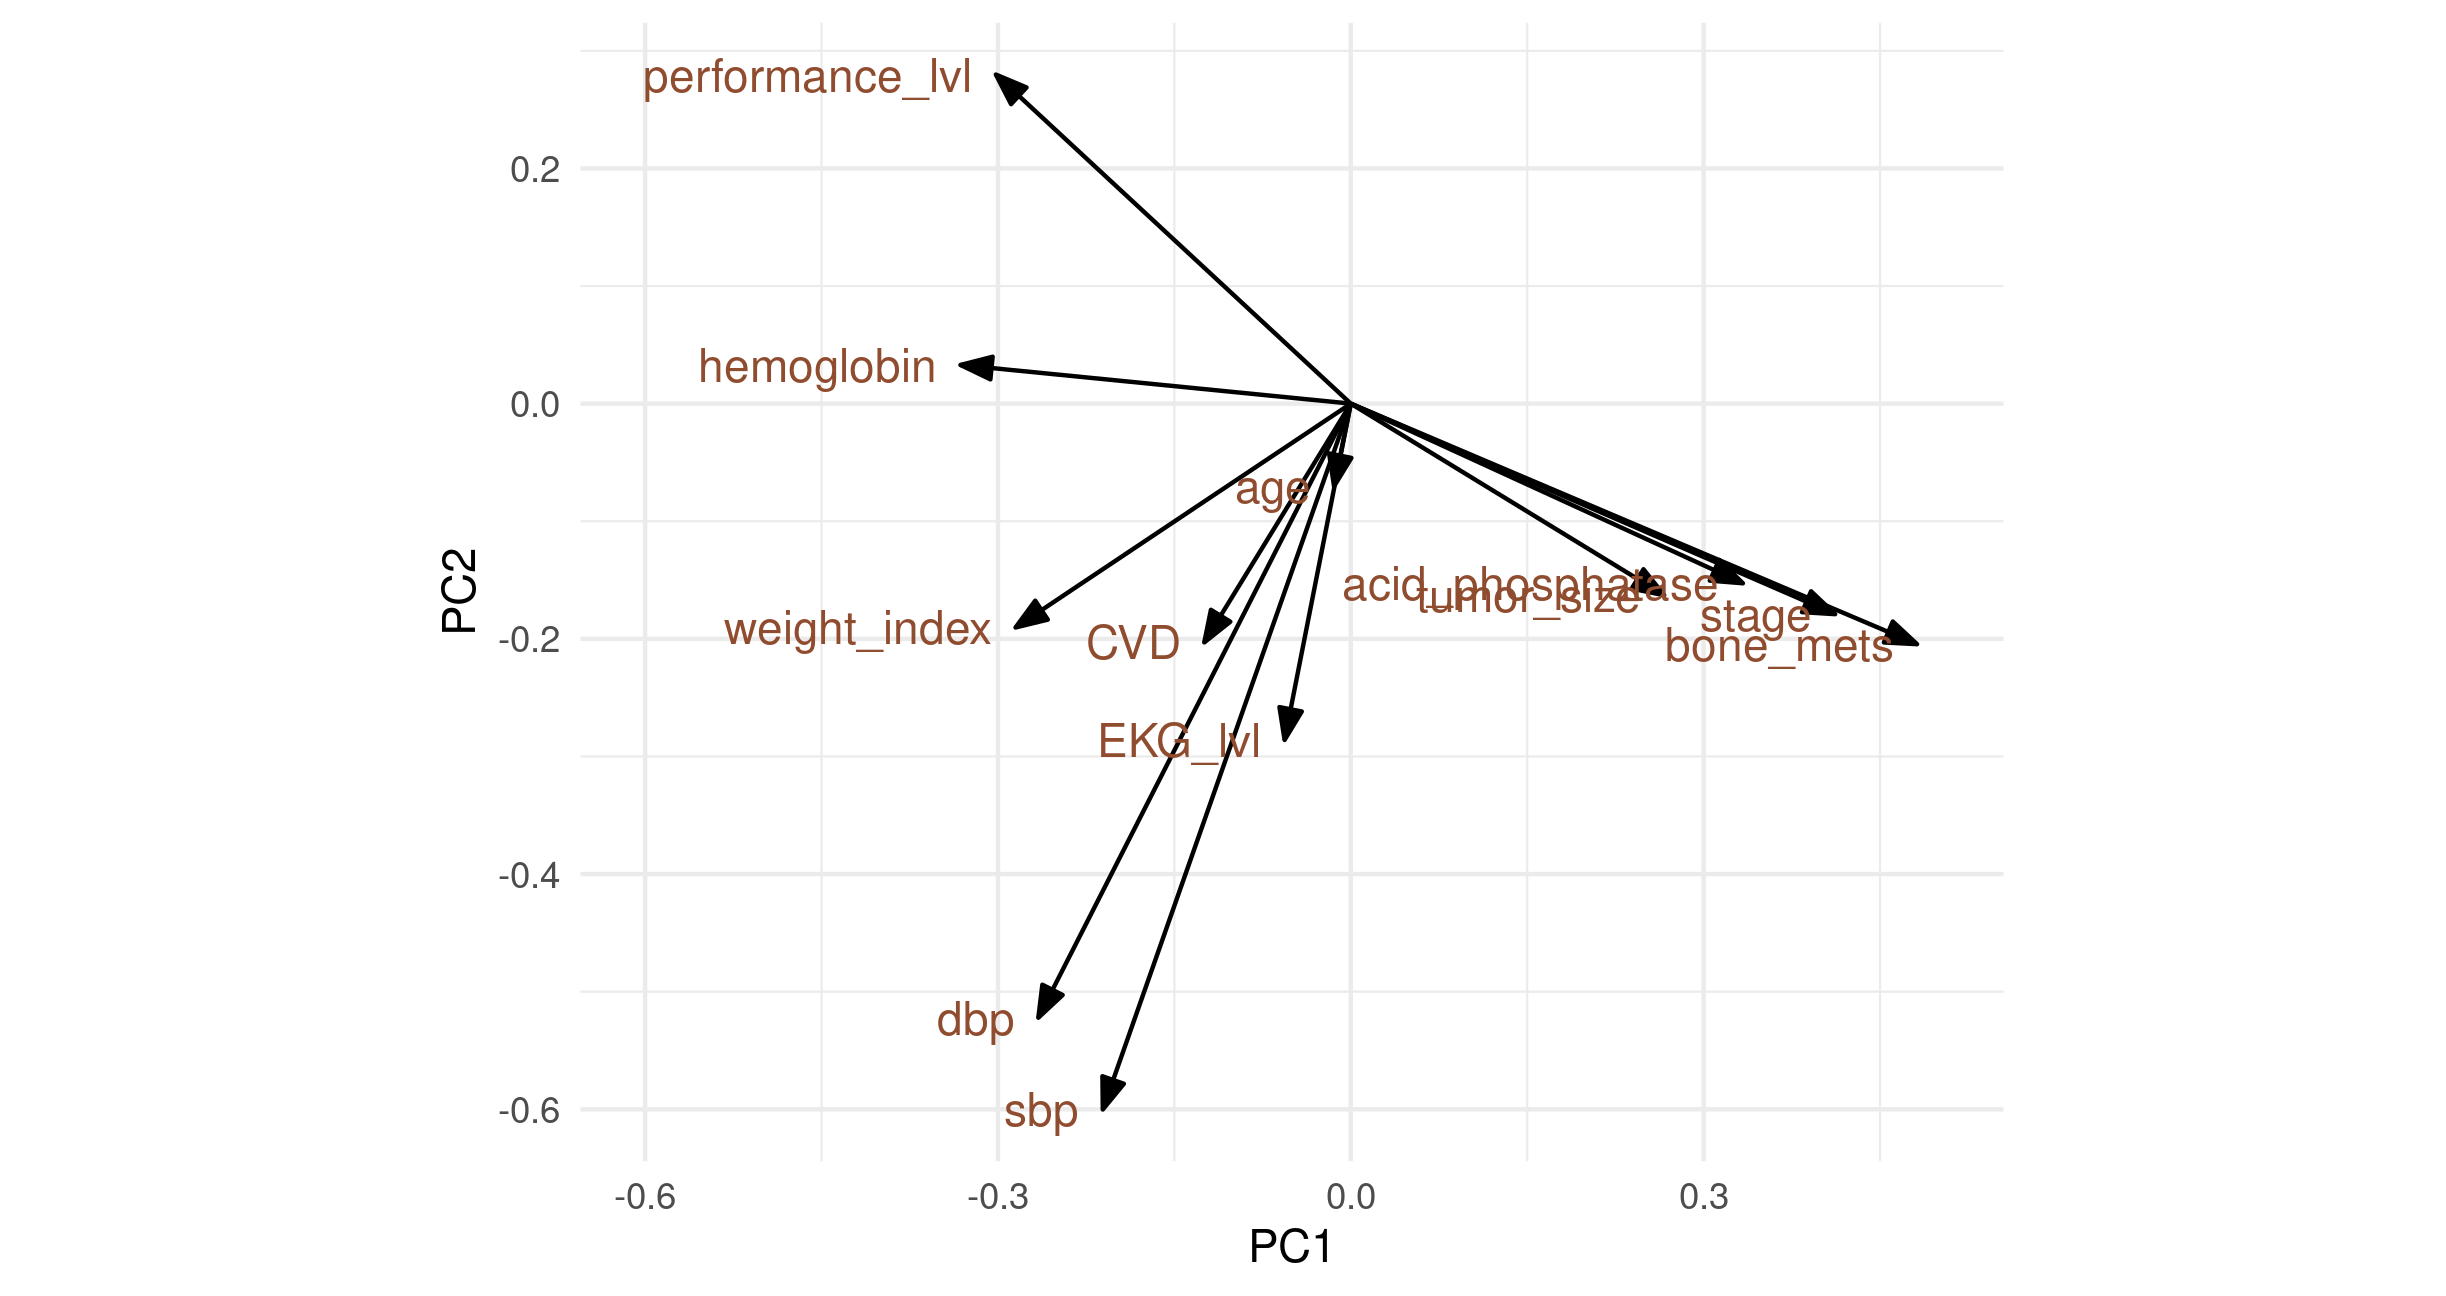 performance_lvl
0.2
hemoglobin
0.0
age
acid_phosphatase
tumor_size
stage
weight_index
CVD
bone_mets
-0.2
EKG_lvl
-0.4
dbp
sbp
-0.6
-0.6
-0.3
0.0
0.3
PC1
PC2